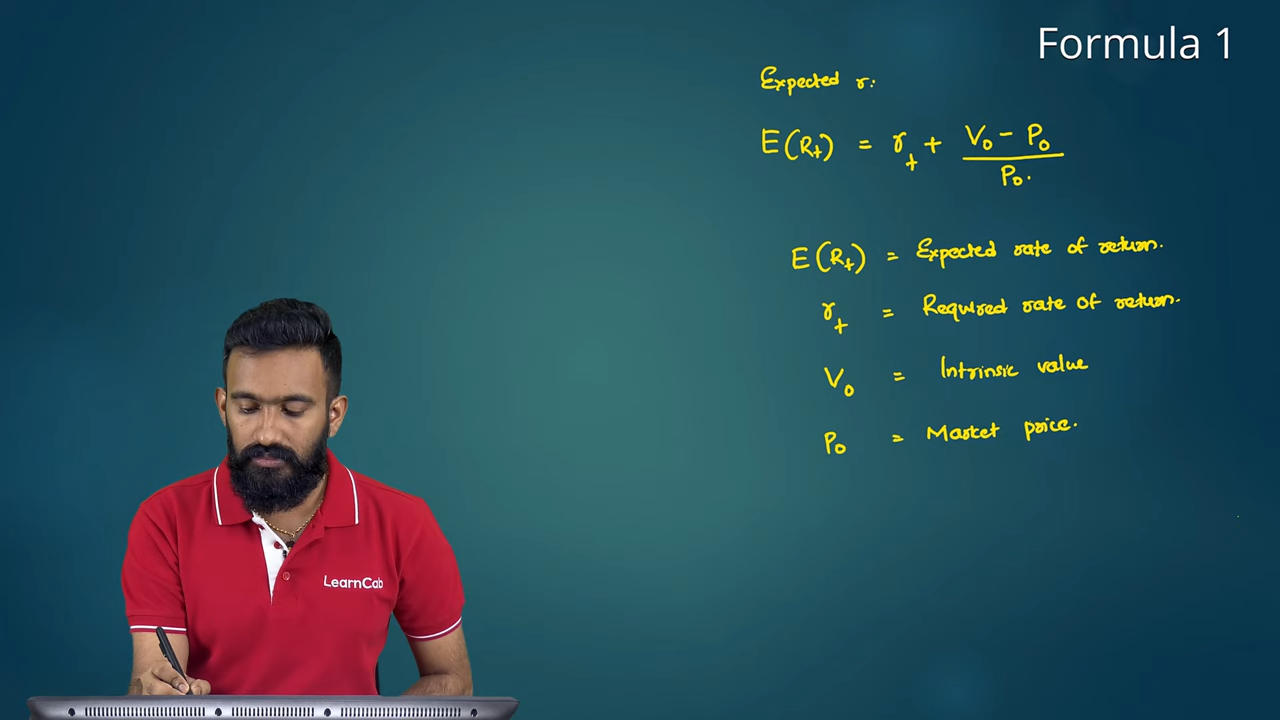 Formula 1
Expected r:
E(Rt) = rt + V0 - P0
P0.
E(Rt) = Expected rate of return.
rt = Required rate of return.
V0 = Intrinsic value
P0 = Market price.
LearnCab